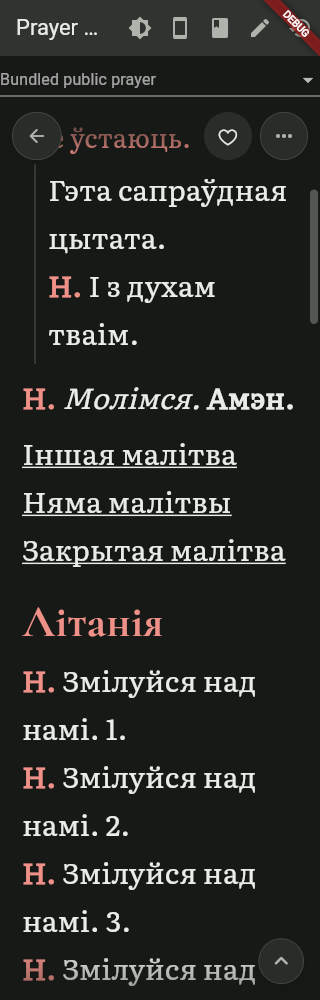 Prayer ...
DEBUG
Bundled public prayer
е ўстаюць.
Гэта сапраўдная
цытата.
Н. І з духам
тваім.
Н. Молімся. Амэн.
Іншая малітва
Няма малітвы
Закрытая малітва
Літанія
Н. Змілуйся над
намі. 1.
Н. Змілуйся над
намі. 2.
Н. Змілуйся над
намі. 3.
Н. Змілуйся над